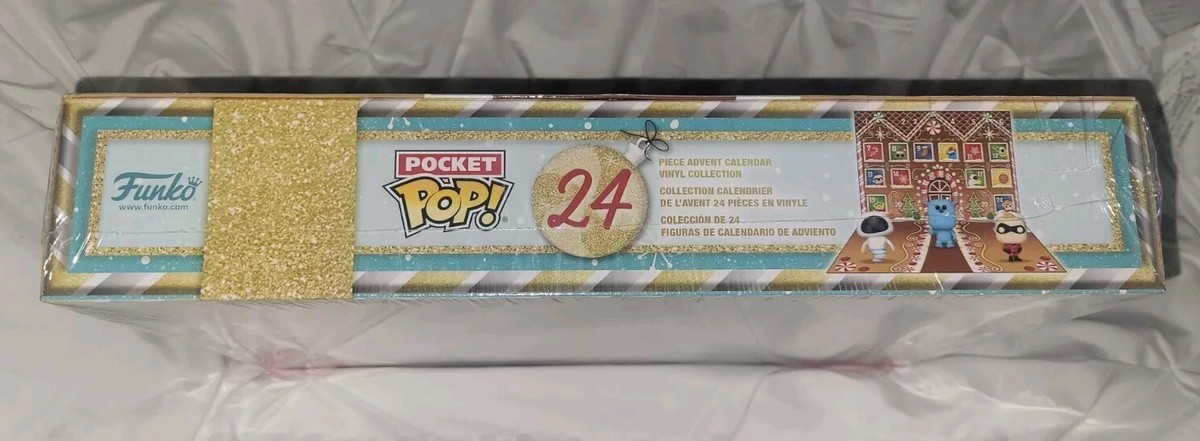 Funko
www.funko.com
POCKET
POP!®
24
PIECE ADVENT CALENDAR
VINYL COLLECTION
COLLECTION CALENDRIER
DE L'AVENT 24 PIÈCES EN VINYLE
COLECCIÓN DE 24
FIGURAS DE CALENDARIO DE ADVIENTO